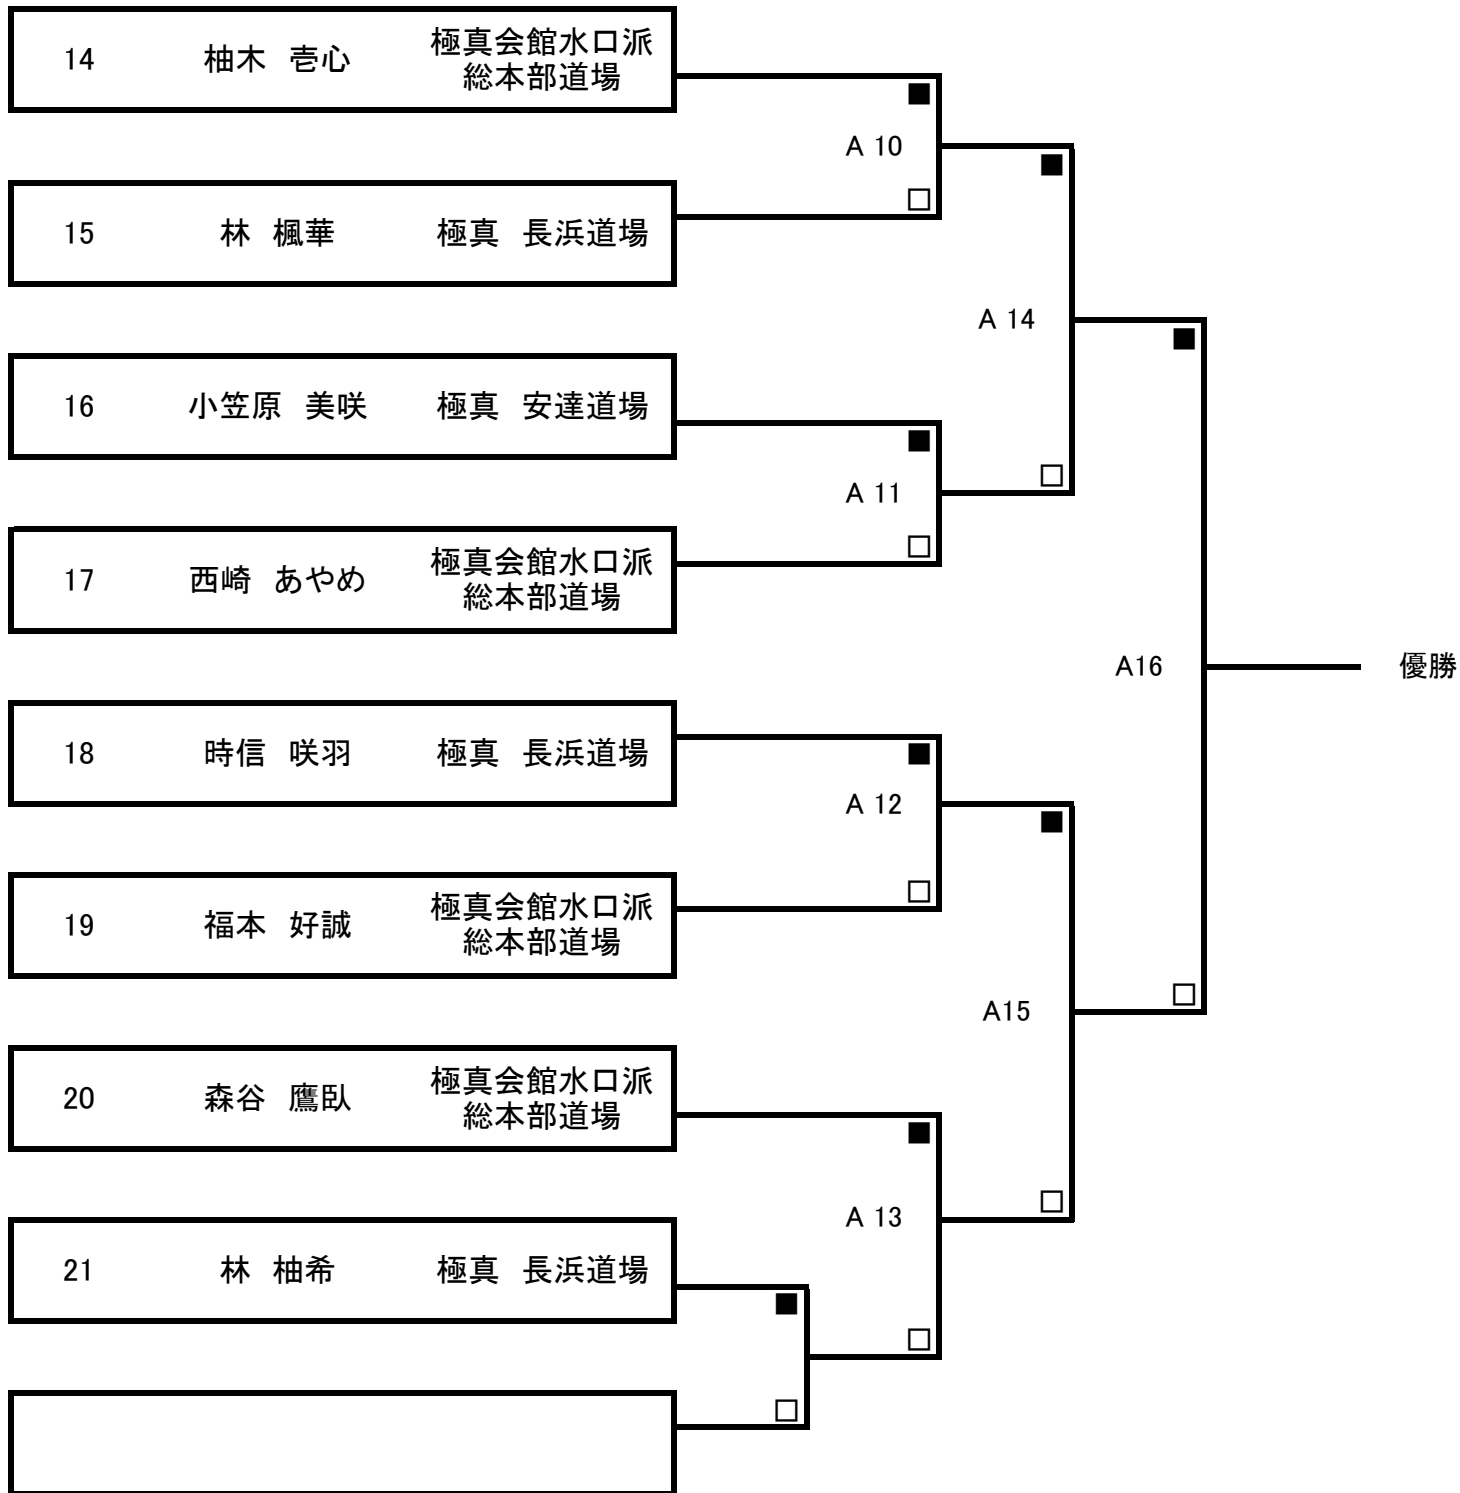 14 柚木 壱心 極真会館水口派
総本部道場
■
A 10
■
□
15 林 楓華 極真 長浜道場
A 14
■
16 小笠原 美咲 極真 安達道場
■
□
A 11
□
17 西崎 あやめ 極真会館水口派
総本部道場
A16 優勝
18 時信 咲羽 極真 長浜道場
■
A 12
■
□
19 福本 好誠 極真会館水口派
総本部道場
□
A15
20 森谷 鷹臥 極真会館水口派
総本部道場
■
□
A 13
21 林 柚希 極真 長浜道場
■
□
□